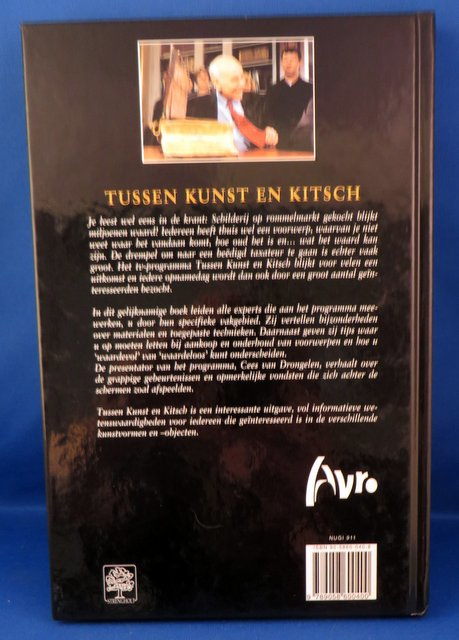 TUSSEN KUNST EN KITSCH
Je leest wel eens in de krant: Schilderij op rommelmarkt gekocht blijkt
miljoenen waard! Iedereen heeft thuis wel een voorwerp, waarvan je niet
weet waar het vandaan komt, hoe oud het is en... wat het waard kan
zijn. De drempel om naar een beëdigd taxateur te gaan is echter vaak
groot. Het tv-programma Tussen Kunst en Kitsch blijkt voor velen een
uitkomst en iedere opnamedag wordt dan ook door een groot aantal geïn-
teresseerden bezocht.
In dit gelijknamige boek leiden alle experts die aan het programma mee-
werken, u door hun specifieke vakgebied. Zij vertellen bijzonderheden
over materialen en toegepaste technieken. Daarnaast geven zij tips waar
u op moeten letten bij aankoop en onderhoud van voorwerpen en hoe u
'waardevol' van 'waardeloos' kunt onderscheiden.
De presentator van het programma, Cees van Drongelen, verhaalt over
de grappige gebeurtenissen en opmerkelijke vondsten die zich achter de
schermen zoal afspeelden.
Tussen Kunst en Kitsch is een interessante uitgave, vol informatieve we-
tenswaardigheden voor iedereen die geïnteresseerd is in de verschillende
kunstvormen en –objecten.
Avro
NUGI 911
9 789058 600400
STRENGHOLT